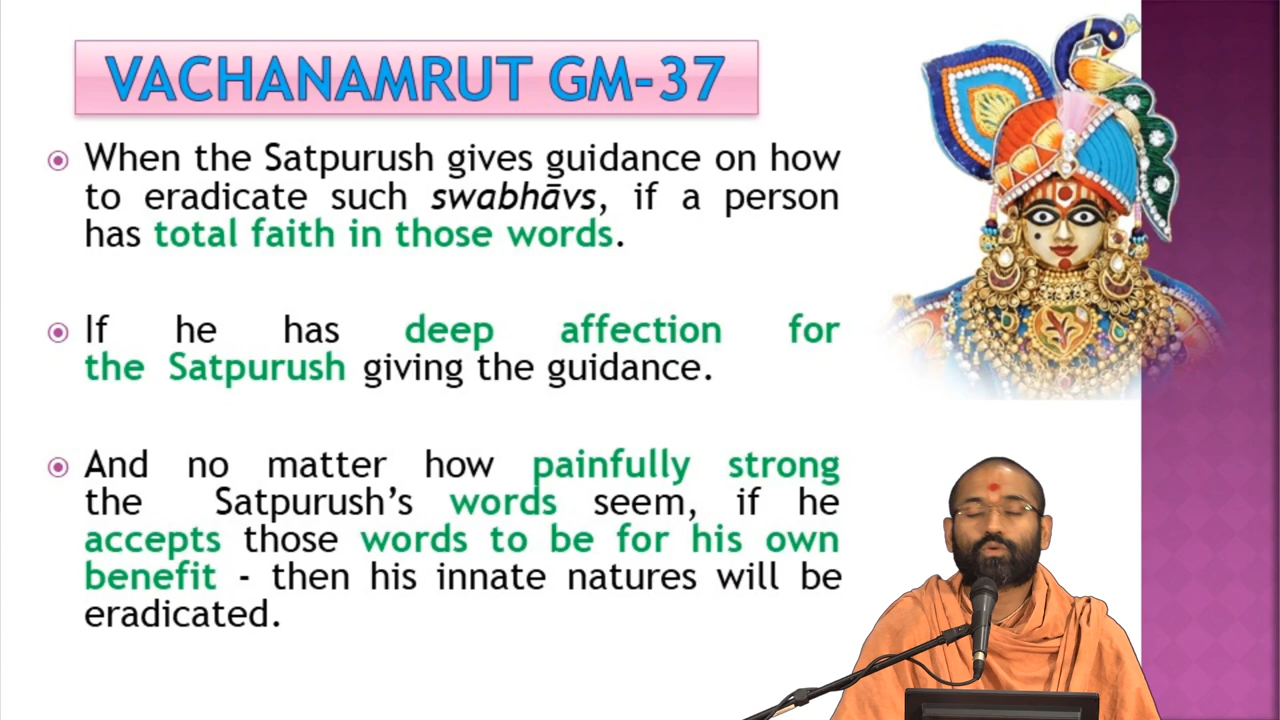 VACHANAMRUT GM-37
When the Satpurush gives guidance on how
to eradicate such swabhāvs, if a person
has total faith in those words.
If he has deep affection for
the Satpurush giving the guidance.
And no matter how painfully strong
the Satpurush's words seem, if he
accepts those words to be for his own
benefit - then his innate natures will be
eradicated.